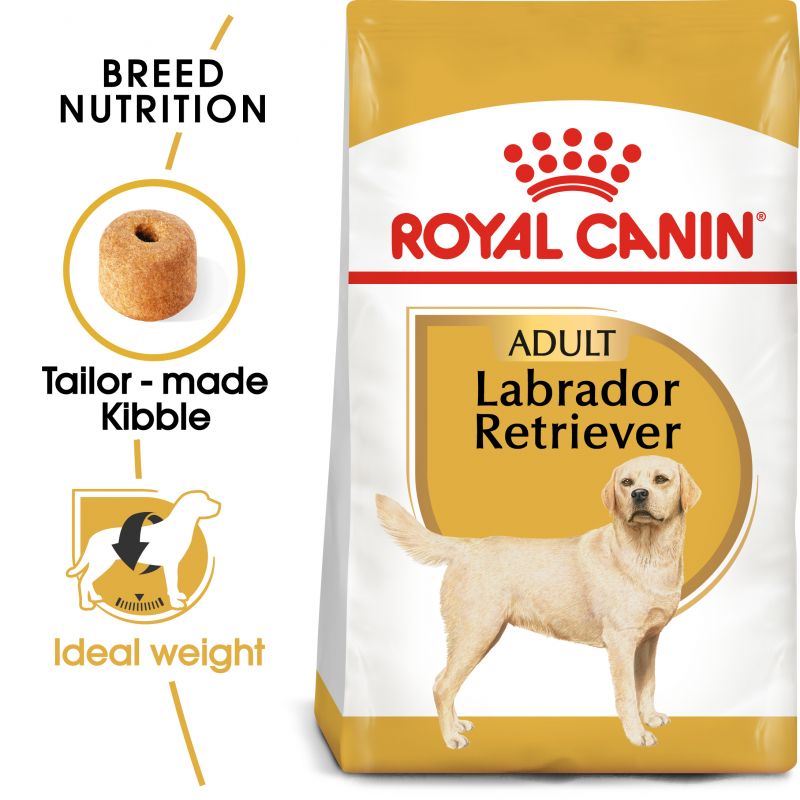 BREED
NUTRITION
Tailor - made
Kibble
Ideal weight
ROYAL CANIN®
ADULT
Labrador
Retriever